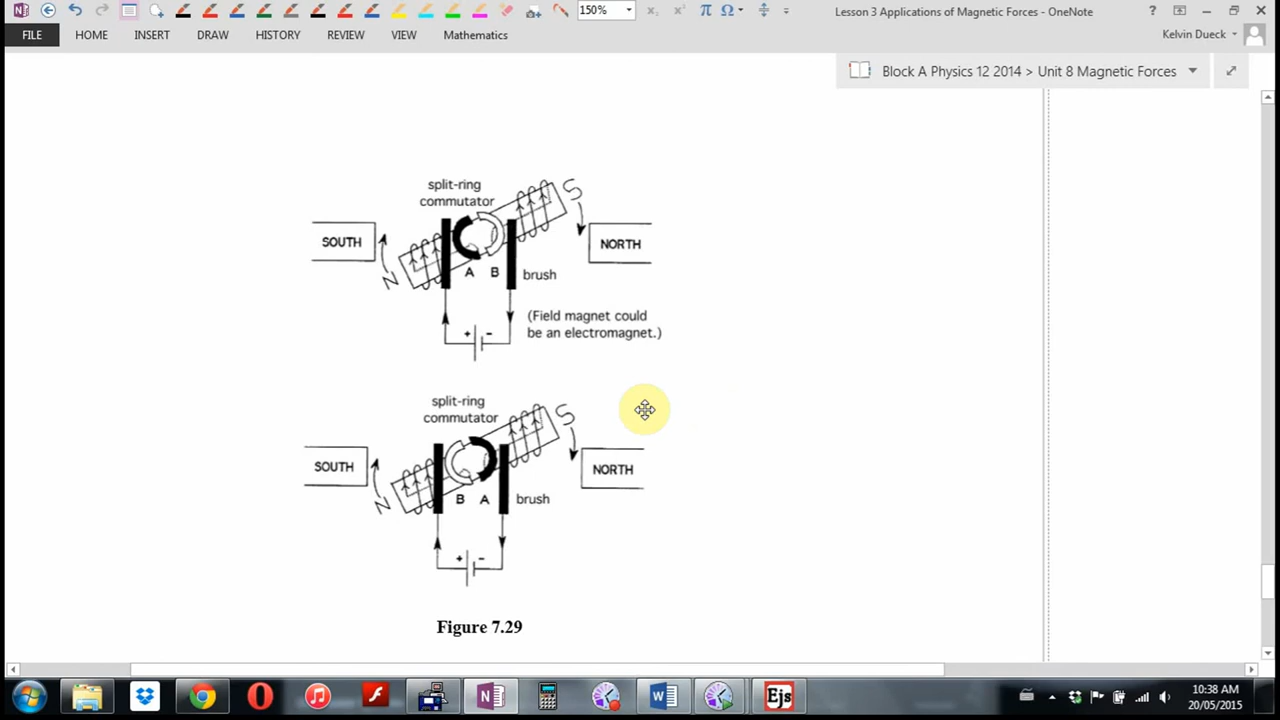 150%
Lesson 3 Applications of Magnetic Forces - OneNote
FILE HOME INSERT DRAW HISTORY REVIEW VIEW Mathematics
Kelvin Dueck
Block A Physics 12 2014 > Unit 8 Magnetic Forces
split-ring
commutator
S
SOUTH
NORTH
N
A B
brush
(Field magnet could
be an electromagnet.)
+ -
split-ring
commutator
S
SOUTH
NORTH
N
B A
brush
+ -
Figure 7.29
Ejs
10:38 AM
20/05/2015